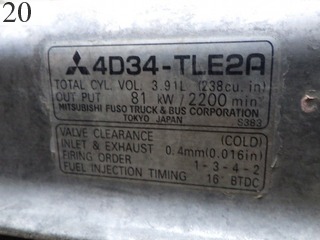 20
4D34-TLE2A
TOTAL CYL. VOL. 3.91L (238cu. in)
OUT PUT 81 kW / 2200 min⁻¹
MITSUBISHI FUSO TRUCK & BUS CORPORATION
TOKYO JAPAN S3B3
VALVE CLEARANCE (COLD)
INLET & EXHAUST 0.4mm(0.016in)
FIRING ORDER 1-3-4-2
FUEL INJECTION TIMING 16° BTDC